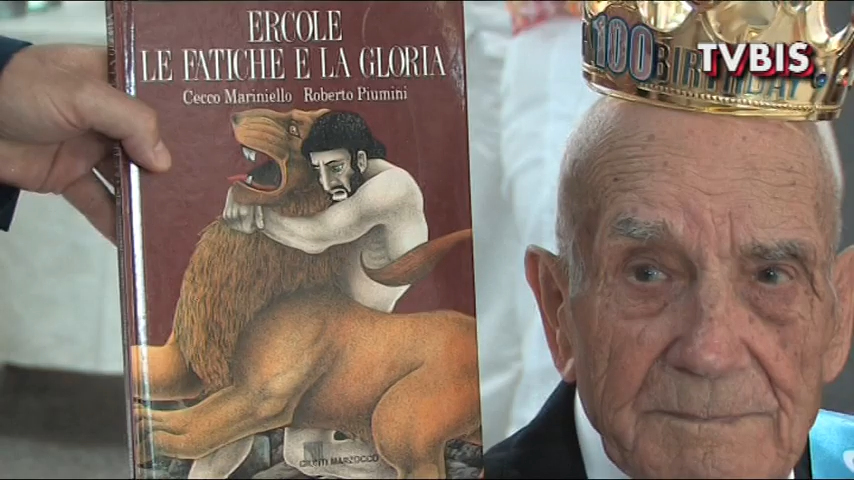 ERCOLE
LE FATICHE E LA GLORIA
Cecco Mariniello Roberto Piumini
GIUNTI MARZOCCO
100 BIRTHDAY
TVBIS.